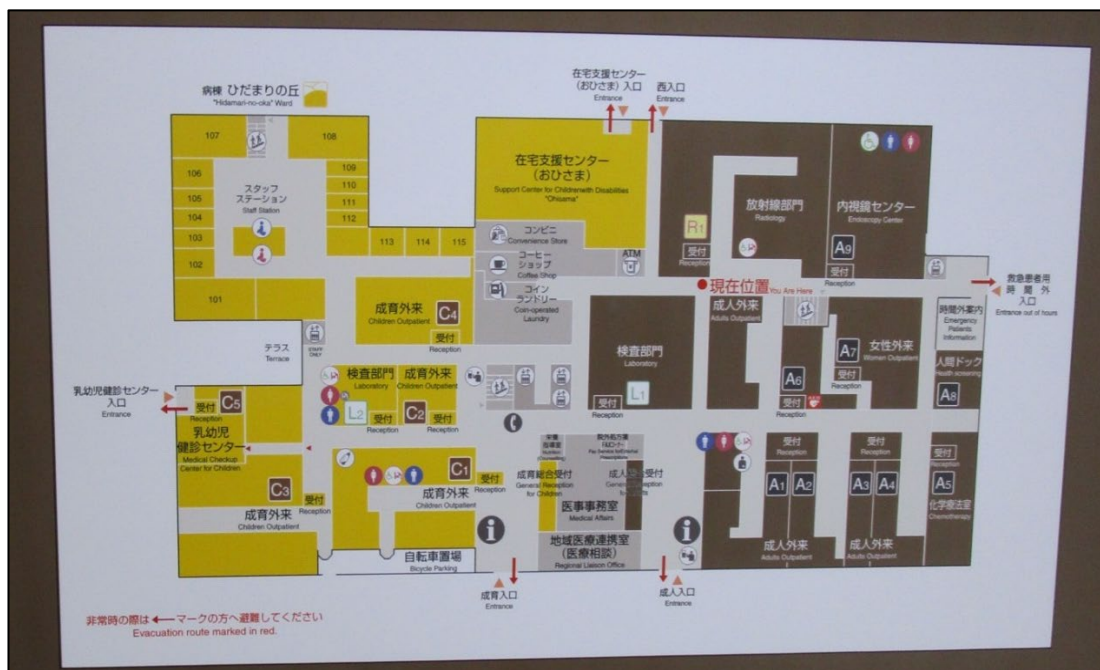 病棟 ひだまりの丘
"Hidamari-no-oka" Ward
在宅支援センター
(おひさま)入口
Entrance
西入口
Entrance
107
108
106
105
104
103
102
101
109
110
111
112
113
114
115
スタッフ
ステーション
Staff Station
在宅支援センター
(おひさま)
Support Center for Childrenwith Disabilities
コンビニ
Convenience Store
コーヒー
ショップ
Coffee Shop
コイン
ランドリー
Coin-operated
Laundry
ATM
R1
受付
Reception
放射線部門
Radiology
内視鏡センター
Endoscopy Center
A9
受付
Reception
現在位置 You Are Here
救急患者用
時間外
入口
Entrance out of hours
時間外案内
Emergency
Patients
Information
人間ドック
Health screening
A8
成育外来
Children Outpatient
C4
受付
Reception
テラス
Terrace
STAFF
ONLY
検査部門
Laboratory
L2
受付
Reception
成育外来
Children Outpatient
C2
受付
Reception
検査部門
Laboratory
L1
受付
Reception
成人外来
Adults Outpatient
A6
受付
Reception
女性外来
Women Outpatient
A7
受付
Reception
乳幼児健診センター
入口
Entrance
受付
Reception
C5
乳幼児
健診センター
Medical Checkup
Center for Children
C3
受付
Reception
成育外来
Children Outpatient
C1
受付
Reception
成育外来
Children Outpatient
成育総合受付
General Reception
for Children
医事事務室
Medical Affairs
地域医療連携室
(医療相談)
Regional Liaison Office
受付
Reception
A1
受付
Reception
A2
成人外来
Adults Outpatient
受付
Reception
A3
受付
Reception
A4
成人外来
Adults Outpatient
受付
Reception
A5
化学療法室
Chemotherapy
自転車置場
Bicycle Parking
成育入口
Entrance
成人入口
Entrance
非常時の際は←マークの方へ避難してください
Evacuation route marked in red.